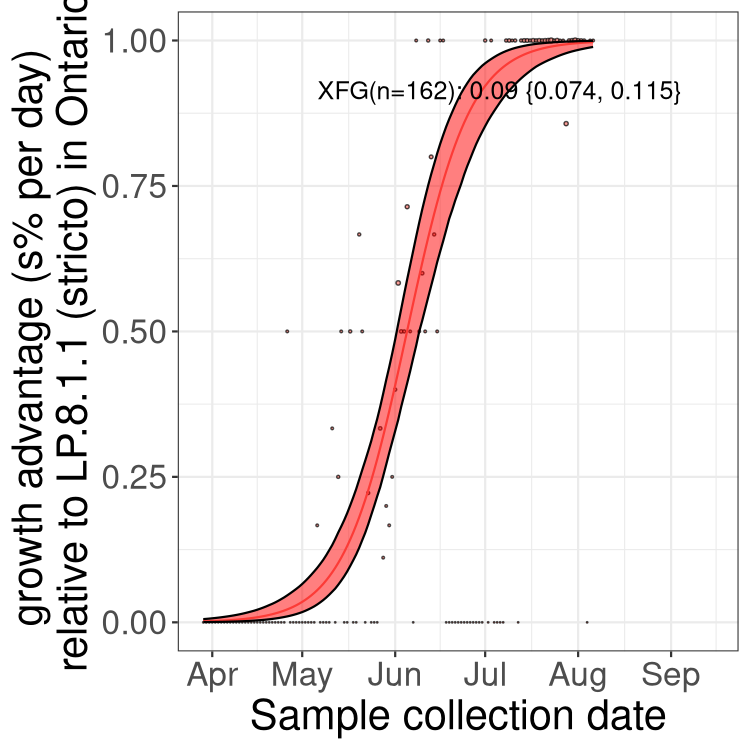 growth advantage (s% per day)
relative to LP.8.1.1 (stricto) in Ontario
1.00
0.75
0.50
0.25
0.00
XFG(n=162): 0.09 {0.074, 0.115}
Apr May Jun Jul Aug Sep
Sample collection date